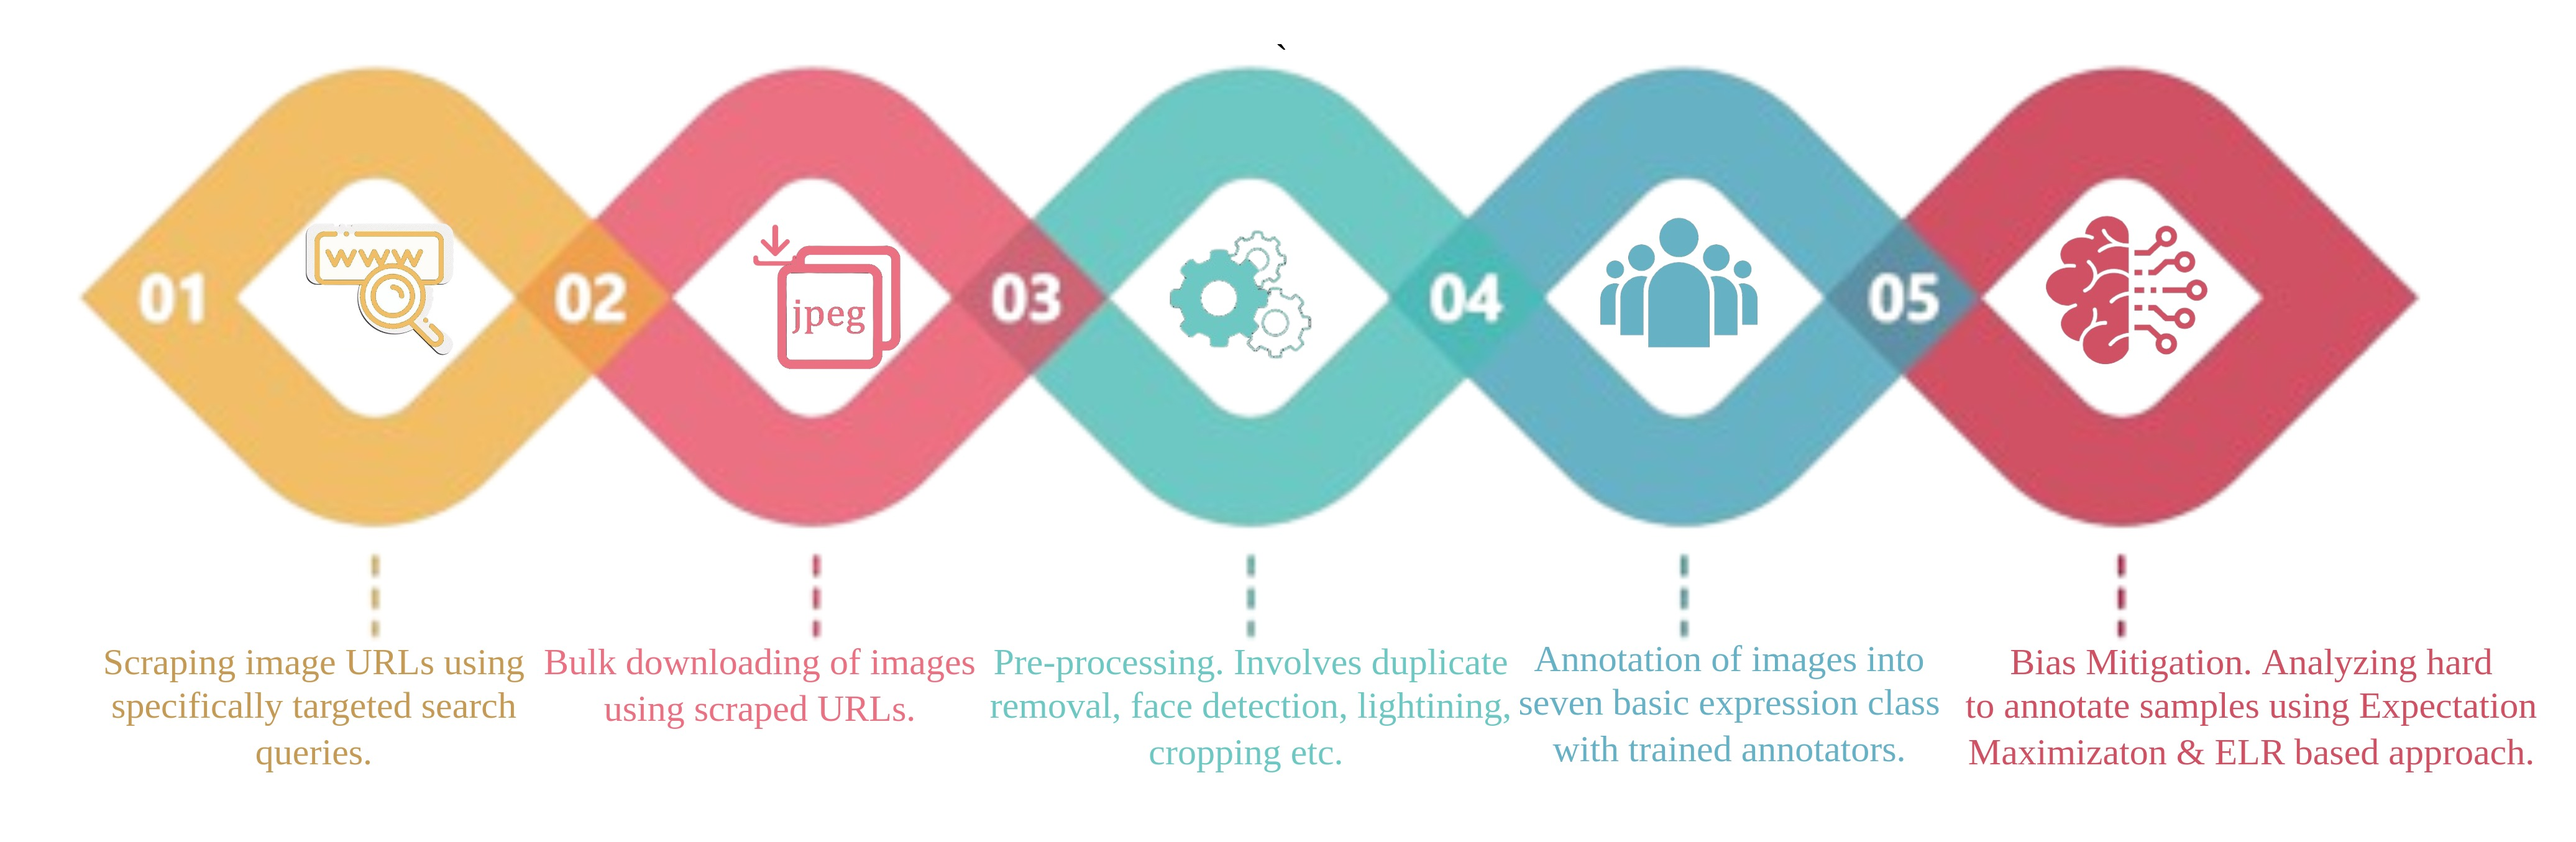 `
01
www
02
jpeg
03
04
05
Scraping image URLs using
specifically targeted search
queries.
Bulk downloading of images
using scraped URLs.
Pre-processing. Involves duplicate
removal, face detection, lightining,
cropping etc.
Annotation of images into
seven basic expression class
with trained annotators.
Bias Mitigation. Analyzing hard
to annotate samples using Expectation
Maximizaton & ELR based approach.